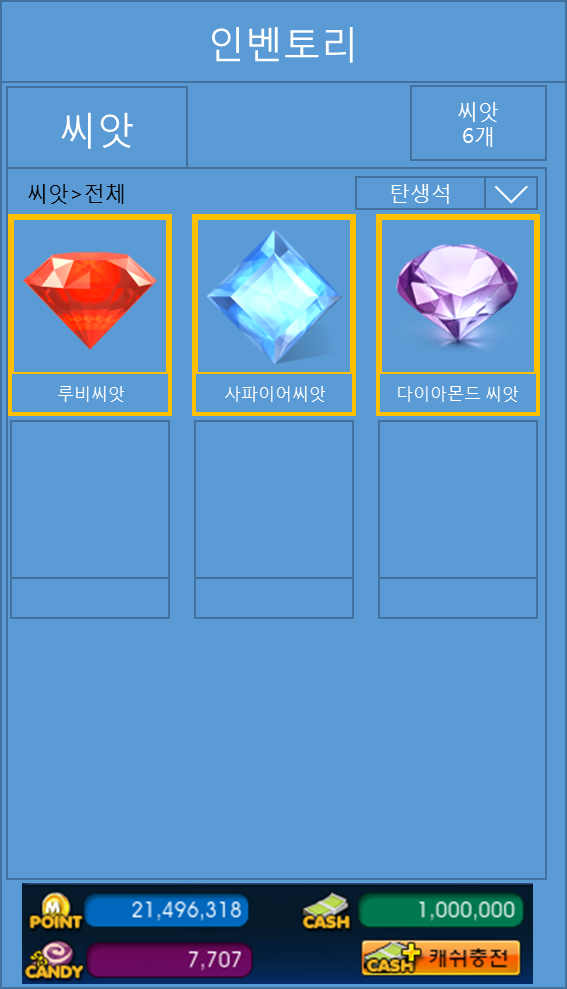 인벤토리
씨앗
씨앗
6개
씨앗>전체
탄생석
루비씨앗
사파이어씨앗
다이아몬드 씨앗
M
POINT
21,496,318
CASH
1,000,000
CANDY
7,707
CASH+
캐쉬충전